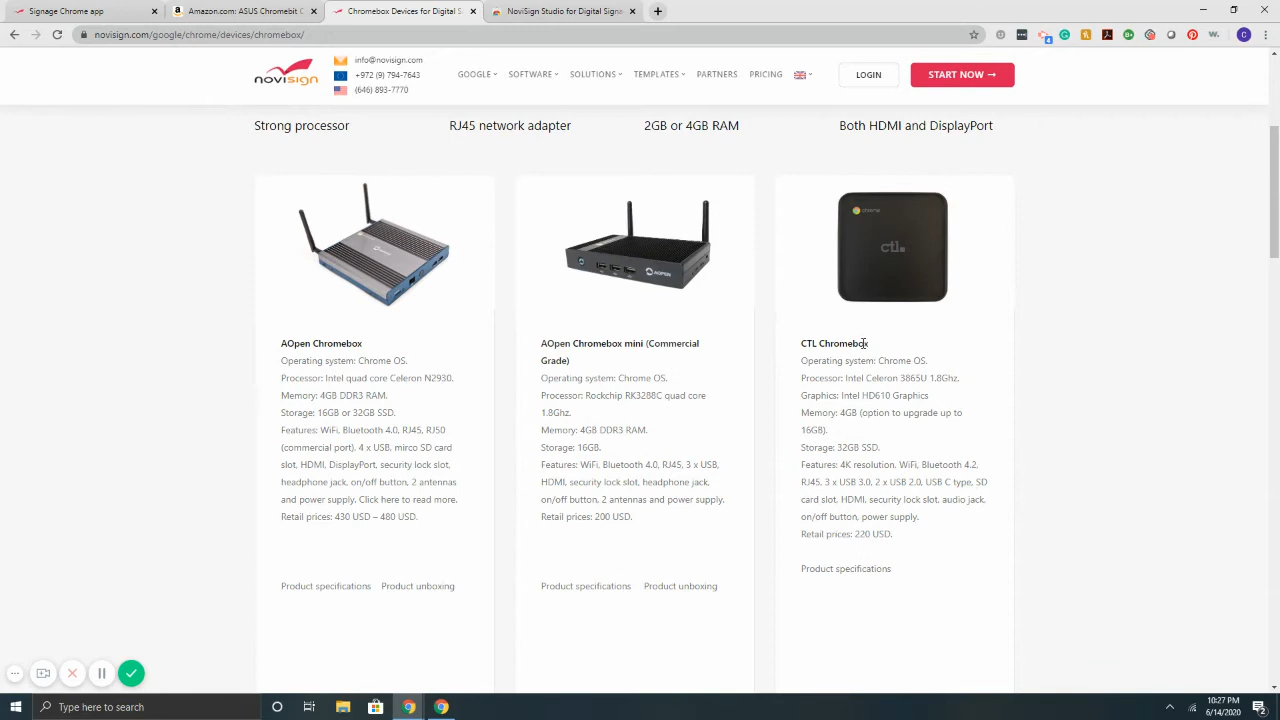 Signage Chrome app
Amazon.com: ASUS Chromebit C
Chromebox Devices for Digital S
NoviSign Studio for Digital Signa
novisign.com/google/chrome/devices/chromebox/
novisign
info@novisign.com
+972 (9) 794-7643
(646) 893-7770
GOOGLE
SOFTWARE
SOLUTIONS
TEMPLATES
PARTNERS
PRICING
LOGIN
START NOW →
Strong processor
RJ45 network adapter
2GB or 4GB RAM
Both HDMI and DisplayPort
AOpen Chromebox
Operating system: Chrome OS.
Processor: Intel quad core Celeron N2930.
Memory: 4GB DDR3 RAM.
Storage: 16GB or 32GB SSD.
Features: WiFi, Bluetooth 4.0, RJ45, RJ50
(commercial port), 4 x USB, mirco SD card
slot, HDMI, DisplayPort, security lock slot,
headphone jack, on/off button, 2 antennas
and power supply. Click here to read more.
Retail prices: 430 USD – 480 USD.
Product specifications Product unboxing
AOPEN
AOpen Chromebox mini (Commercial
Grade)
Operating system: Chrome OS.
Processor: Rockchip RK3288C quad core
1.8Ghz.
Memory: 4GB DDR3 RAM.
Storage: 16GB.
Features: WiFi, Bluetooth 4.0, RJ45, 3 x USB,
HDMI, security lock slot, headphone jack,
on/off button, 2 antennas and power supply.
Retail prices: 200 USD.
Product specifications Product unboxing
chrome
ctl.
CTL Chromebox
Operating system: Chrome OS.
Processor: Intel Celeron 3865U 1.8Ghz.
Graphics: Intel HD610 Graphics
Memory: 4GB (option to upgrade up to
16GB).
Storage: 32GB SSD.
Features: 4K resolution, WiFi, Bluetooth 4.2,
RJ45, 3 x USB 3.0, 2 x USB 2.0, USB C type, SD
card slot, HDMI, security lock slot, audio jack,
on/off button, power supply.
Retail prices: 220 USD.
Product specifications
Type here to search
10:27 PM
6/14/2020